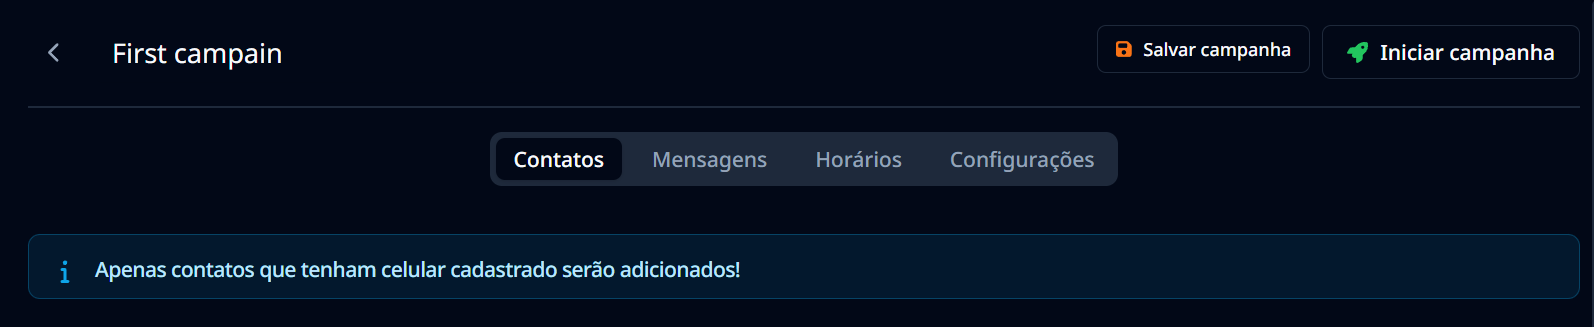 First campain
Salvar campanha
Iniciar campanha
Contatos
Mensagens
Horários
Configurações
Apenas contatos que tenham celular cadastrado serão adicionados!